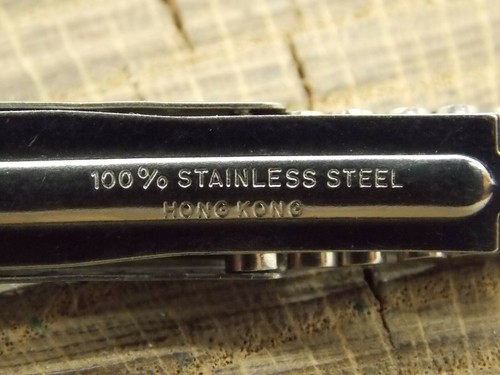 100% STAINLESS STEEL
HONG KONG